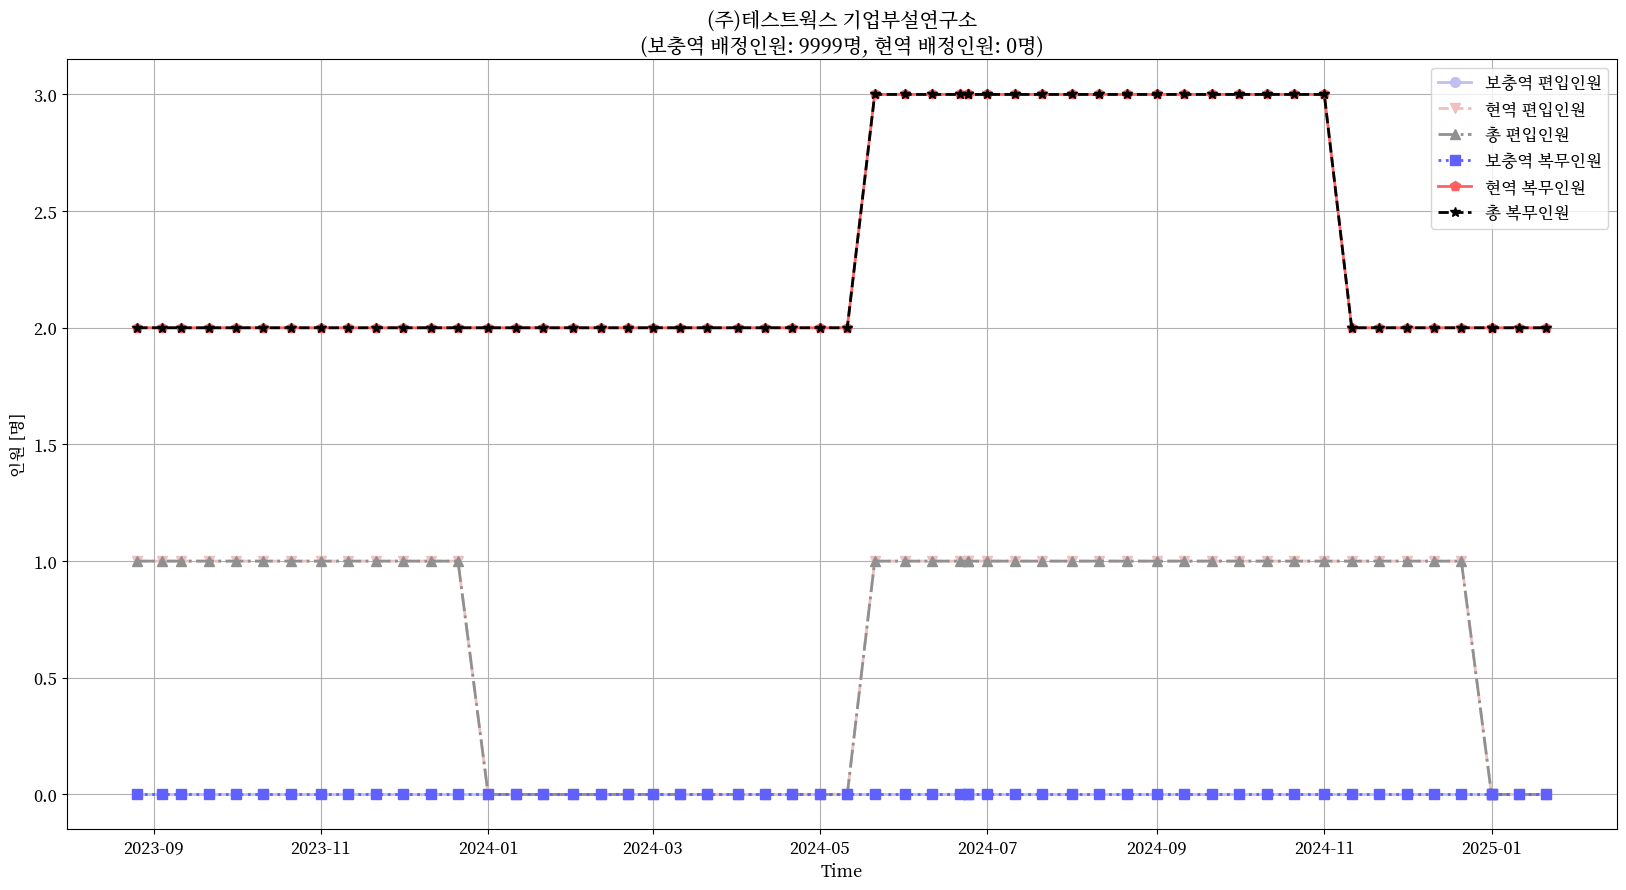 (주)테스트웍스 기업부설연구소
(보충역 배정인원: 9999명, 현역 배정인원: 0명)
보충역 편입인원
현역 편입인원
총 편입인원
보충역 복무인원
현역 복무인원
총 복무인원
인원 [명]
3.0
2.5
2.0
1.5
1.0
0.5
0.0
2023-09 2023-11 2024-01 2024-03 2024-05 2024-07 2024-09 2024-11 2025-01
Time